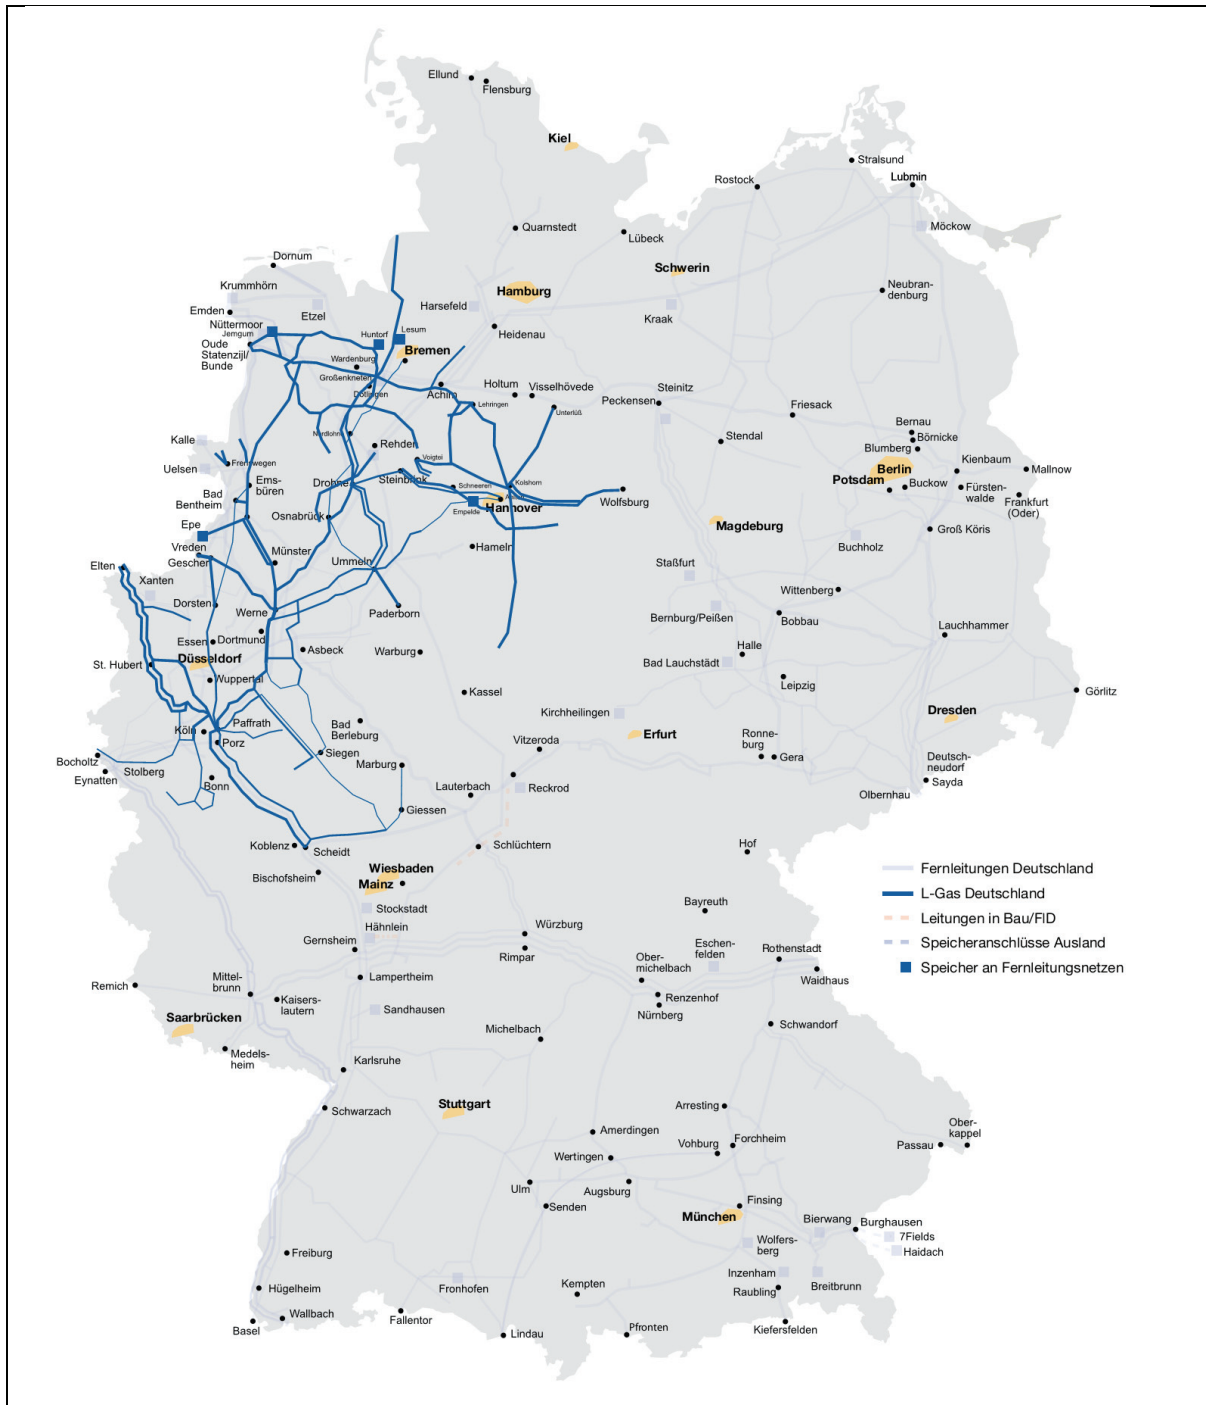 Ellund
Flensburg
Kiel
Stralsund
Rostock
Lubmin
Möckow
Quarnstedt
Lübeck
Schwerin
Dornum
Krummhörn
Hamburg
Neubran-
denburg
Emden
Etzel
Harsefeld
Kraak
Nüttermoor
Jemgum
Oude
Statenzijl/
Bunde
Huntorf
Lesum
Heidenau
Bremen
Wardenburg
Großenkneten
Dötlingen
Achim
Holtum
Visselhövede
Lehringen
Unterlüß
Steinitz
Peckensen
Friesack
Stendal
Bernau
Börnicke
Blumberg
Kalle
Nordlohne
Rehden
Voigtei
Uelsen
Frenswegen
Berlin
Kienbaum
Mallnow
Potsdam
Buckow
Fürsten-
walde
Frankfurt
(Oder)
Ems-
büren
Drohne
Steinbrink
Schneeren
Kolshorn
Bad
Bentheim
Wolfsburg
Empelde
Hannover
Osnabrück
Magdeburg
Groß Köris
Epe
Vreden
Gescher
Münster
Ummeln
Hameln
Buchholz
Elten
Xanten
Staßfurt
Wittenberg
Dorsten
Werne
Paderborn
Bernburg/Peißen
Bobbau
Essen
Dortmund
Asbeck
Warburg
Halle
Lauchhammer
St. Hubert
Düsseldorf
Bad Lauchstädt
Wuppertal
Kassel
Leipzig
Görlitz
Köln
Paffrath
Porz
Bad
Berleburg
Kirchheilingen
Dresden
Erfurt
Vitzeroda
Ronne-
burg
Gera
Bocholtz
Eynatten
Stolberg
Bonn
Siegen
Marburg
Deutsch-
neudorf
Sayda
Olbernhau
Lauterbach
Reckrod
Giessen
Koblenz
Scheidt
Schlüchtern
Hof
Bischofsheim
Wiesbaden
Mainz
Fernleitungen Deutschland
L-Gas Deutschland
Leitungen in Bau/FID
Speicheranschlüsse Ausland
Speicher an Fernleitungsnetzen
Stockstadt
Bayreuth
Hähnlein
Würzburg
Gernsheim
Rimpar
Eschen-
felden
Rothenstadt
Ober-
michelbach
Waidhaus
Remich
Mittel-
brunn
Lampertheim
Kaisers-
lautern
Renzenhof
Nürnberg
Sandhausen
Saarbrücken
Schwandorf
Michelbach
Medels-
heim
Karlsruhe
Schwarzach
Stuttgart
Arresting
Amerdingen
Vohburg
Forchheim
Ober-
kappel
Passau
Wertingen
Ulm
Augsburg
Senden
Finsing
München
Bierwang
Burghausen
7Fields
Haidach
Wolfers-
berg
Freiburg
Inzenham
Breitbrunn
Raubling
Fronhofen
Kempten
Hügelheim
Wallbach
Basel
Fallentor
Lindau
Pfronten
Kiefersfelden